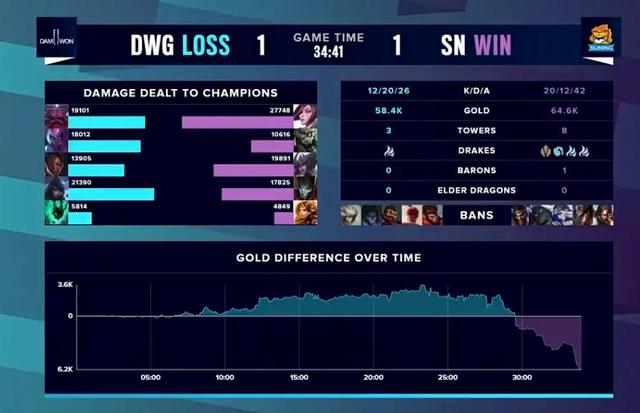 DAMWON
DWG LOSS 1 GAME TIME 34:41 1 SN WIN
SUNING
DAMAGE DEALT TO CHAMPIONS
19101 27748
18012 10616
13905 19891
21390 17825
5814 4849
12/20/26 K/D/A 20/12/42
58.4K GOLD 64.6K
3 TOWERS 8
DRAKES
0 BARONS 1
0 ELDER DRAGONS 0
BANS
GOLD DIFFERENCE OVER TIME
3.6K
0
6.2K
05:00 10:00 15:00 20:00 25:00 30:00